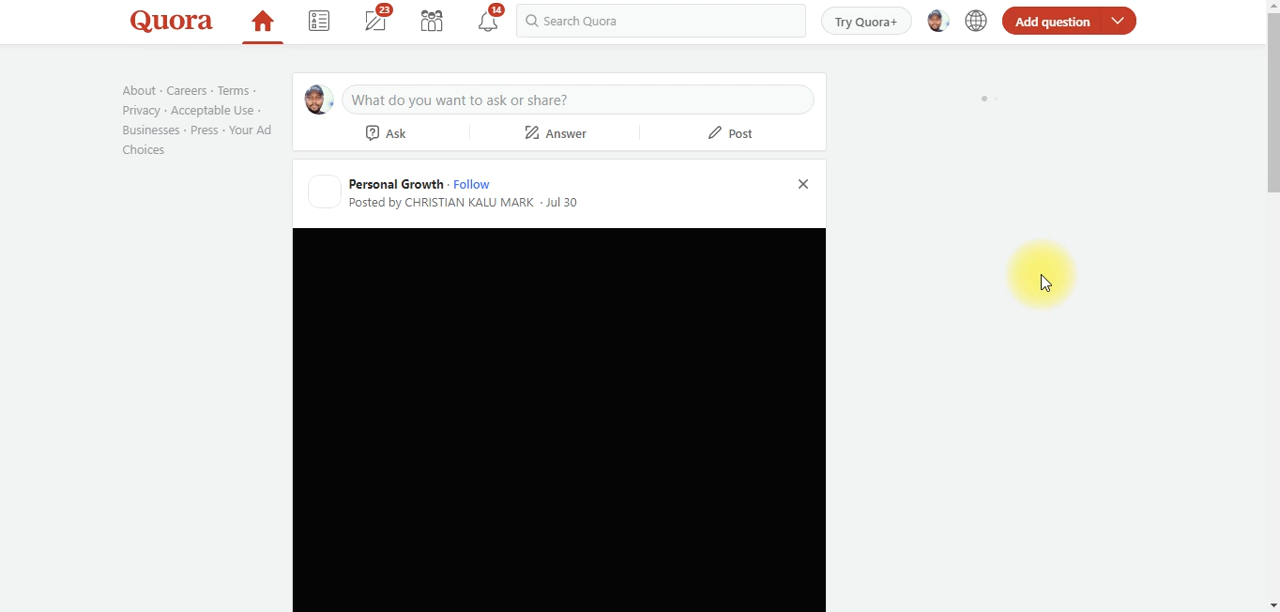 Quora 23 14 Search Quora Try Quora+ Add question
About · Careers · Terms ·
Privacy · Acceptable Use ·
Businesses · Press · Your Ad
Choices
What do you want to ask or share?
Ask Answer Post
Personal Growth · Follow
Posted by CHRISTIAN KALU MARK · Jul 30